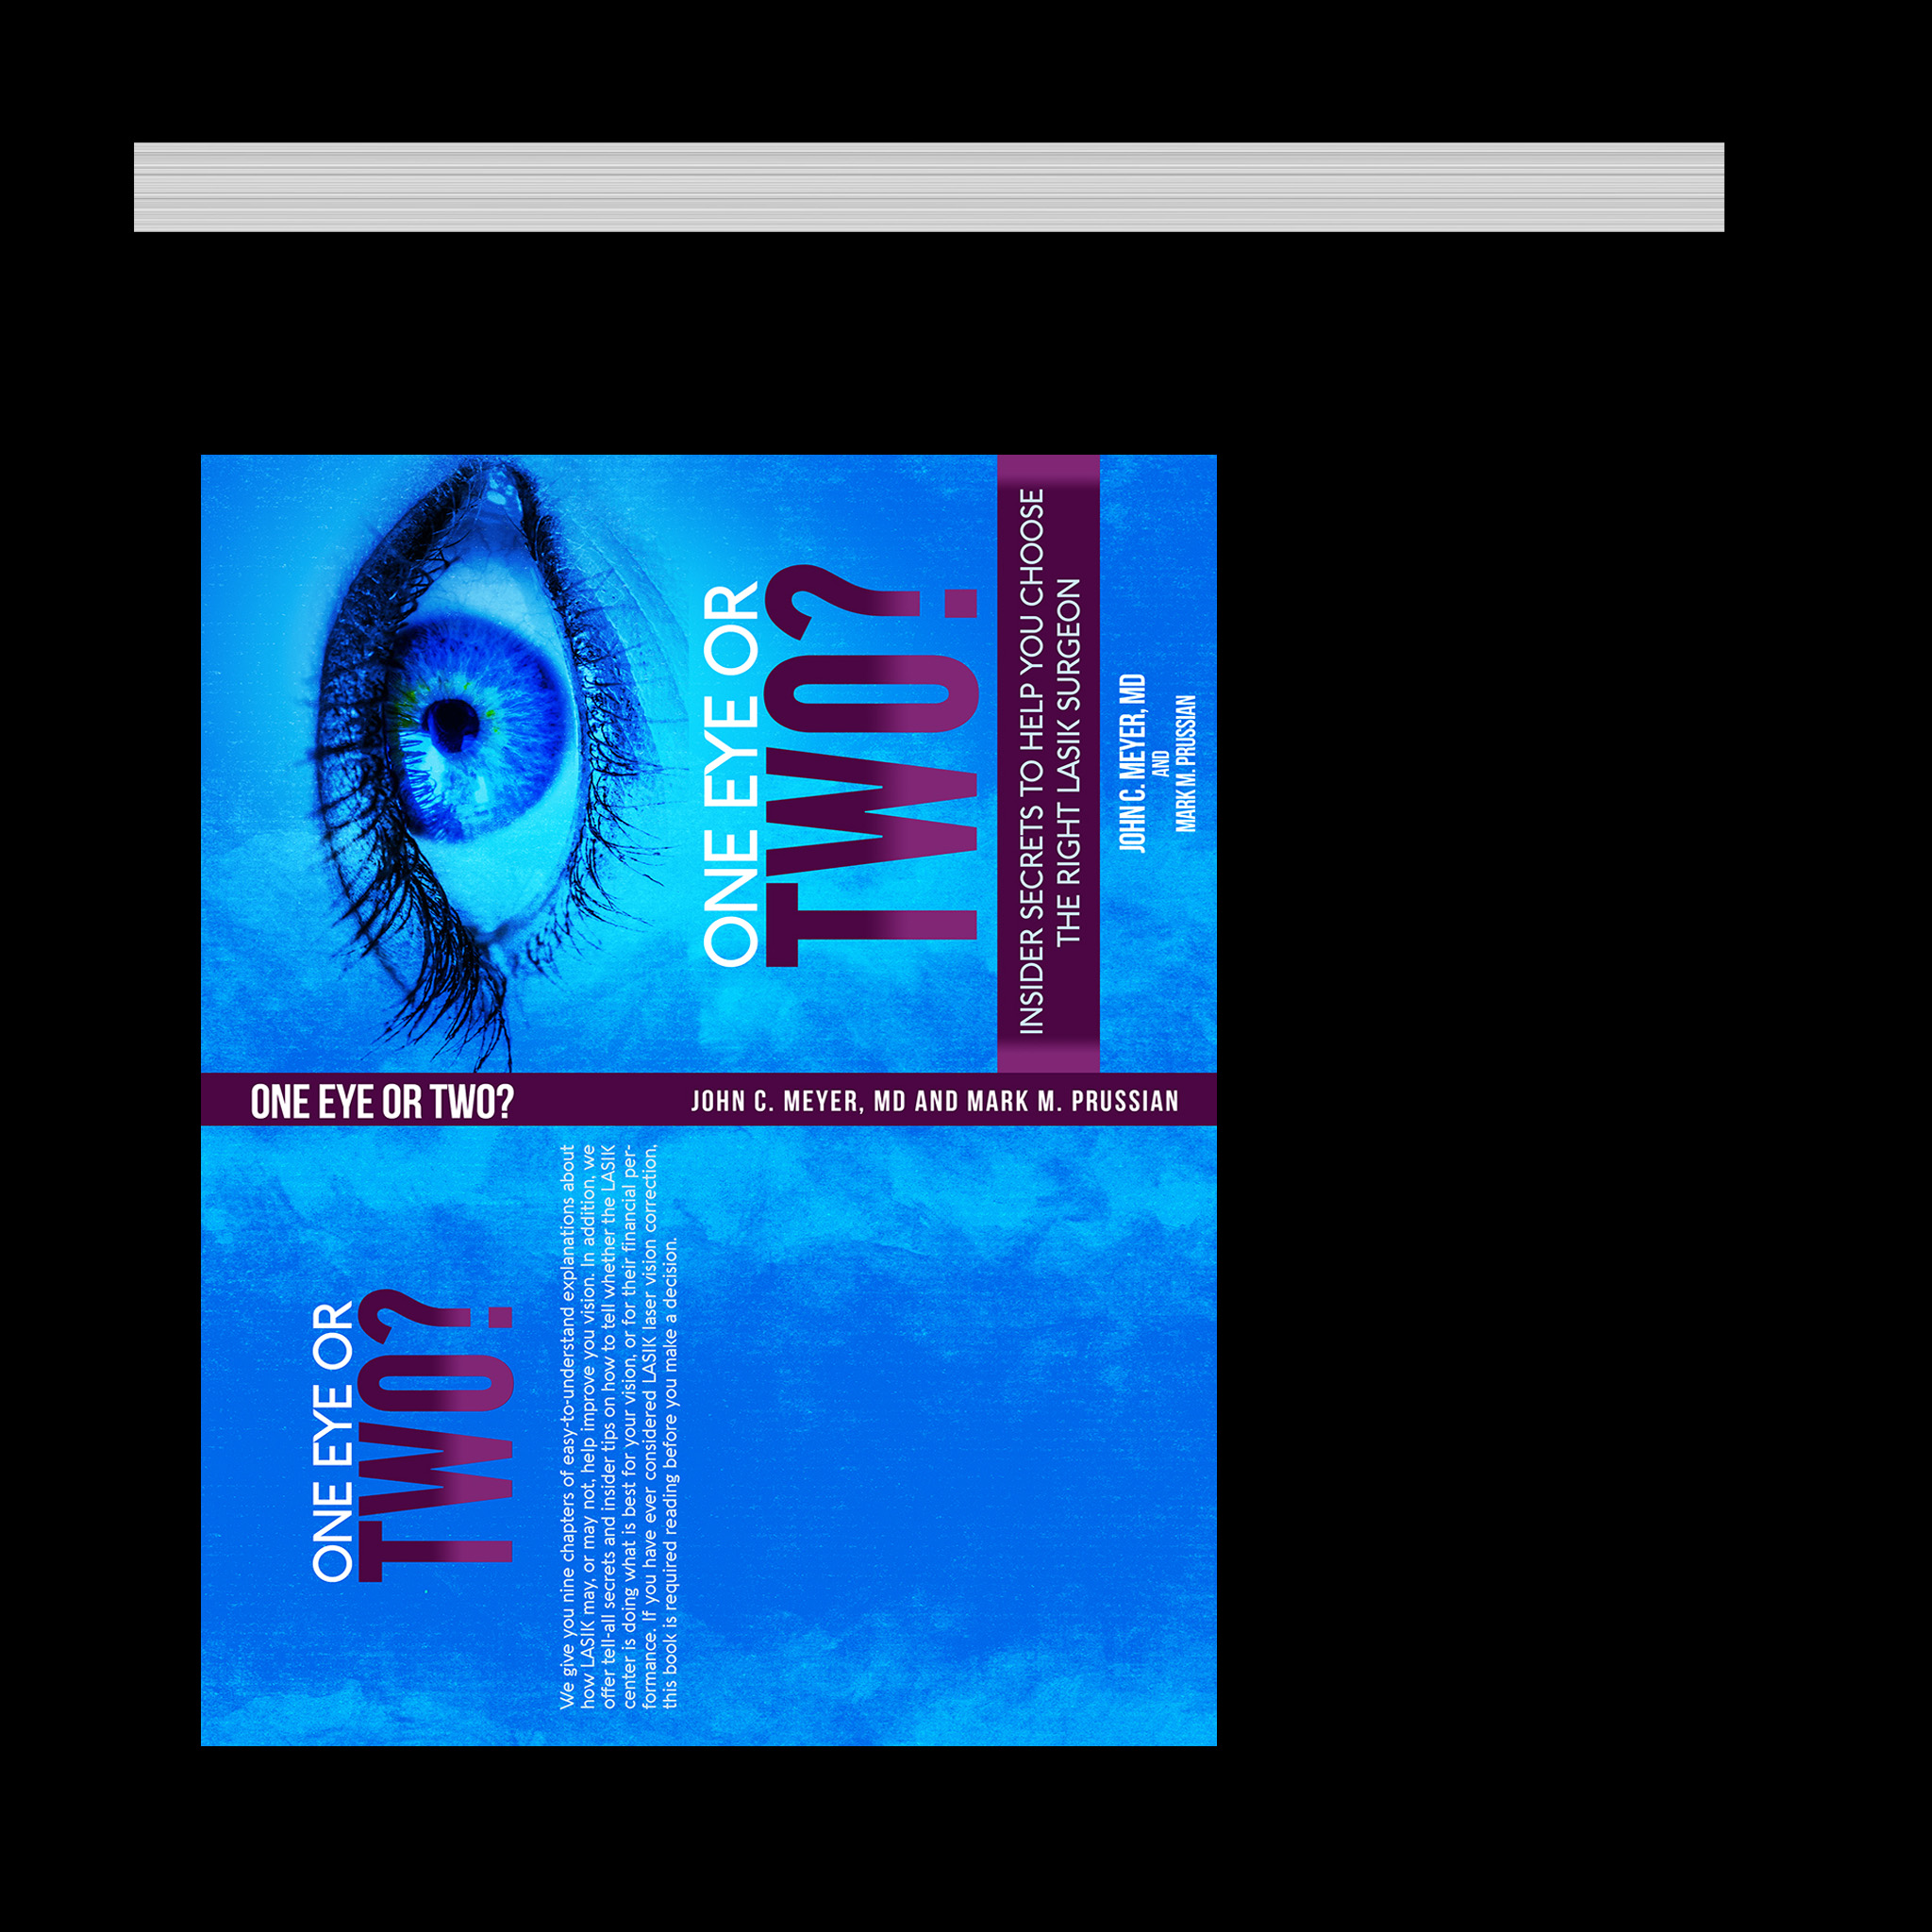 ONE EYE OR
TWO?
INSIDER SECRETS TO HELP YOU CHOOSE
THE RIGHT LASIK SURGEON
JOHN C. MEYER, MD
AND
MARK M. PRUSSIAN
ONE EYE OR TWO?
JOHN C. MEYER, MD AND MARK M. PRUSSIAN
ONE EYE OR
TWO?
We give you nine chapters of easy-to-understand explanations about
how LASIK may, or may not, help improve you vision. In addition, we
offer tell-all secrets and insider tips on how to tell whether the LASIK
center is doing what is best for your vision, or for their financial per-
formance. If you have ever considered LASIK laser vision correction,
this book is required reading before you make a decision.